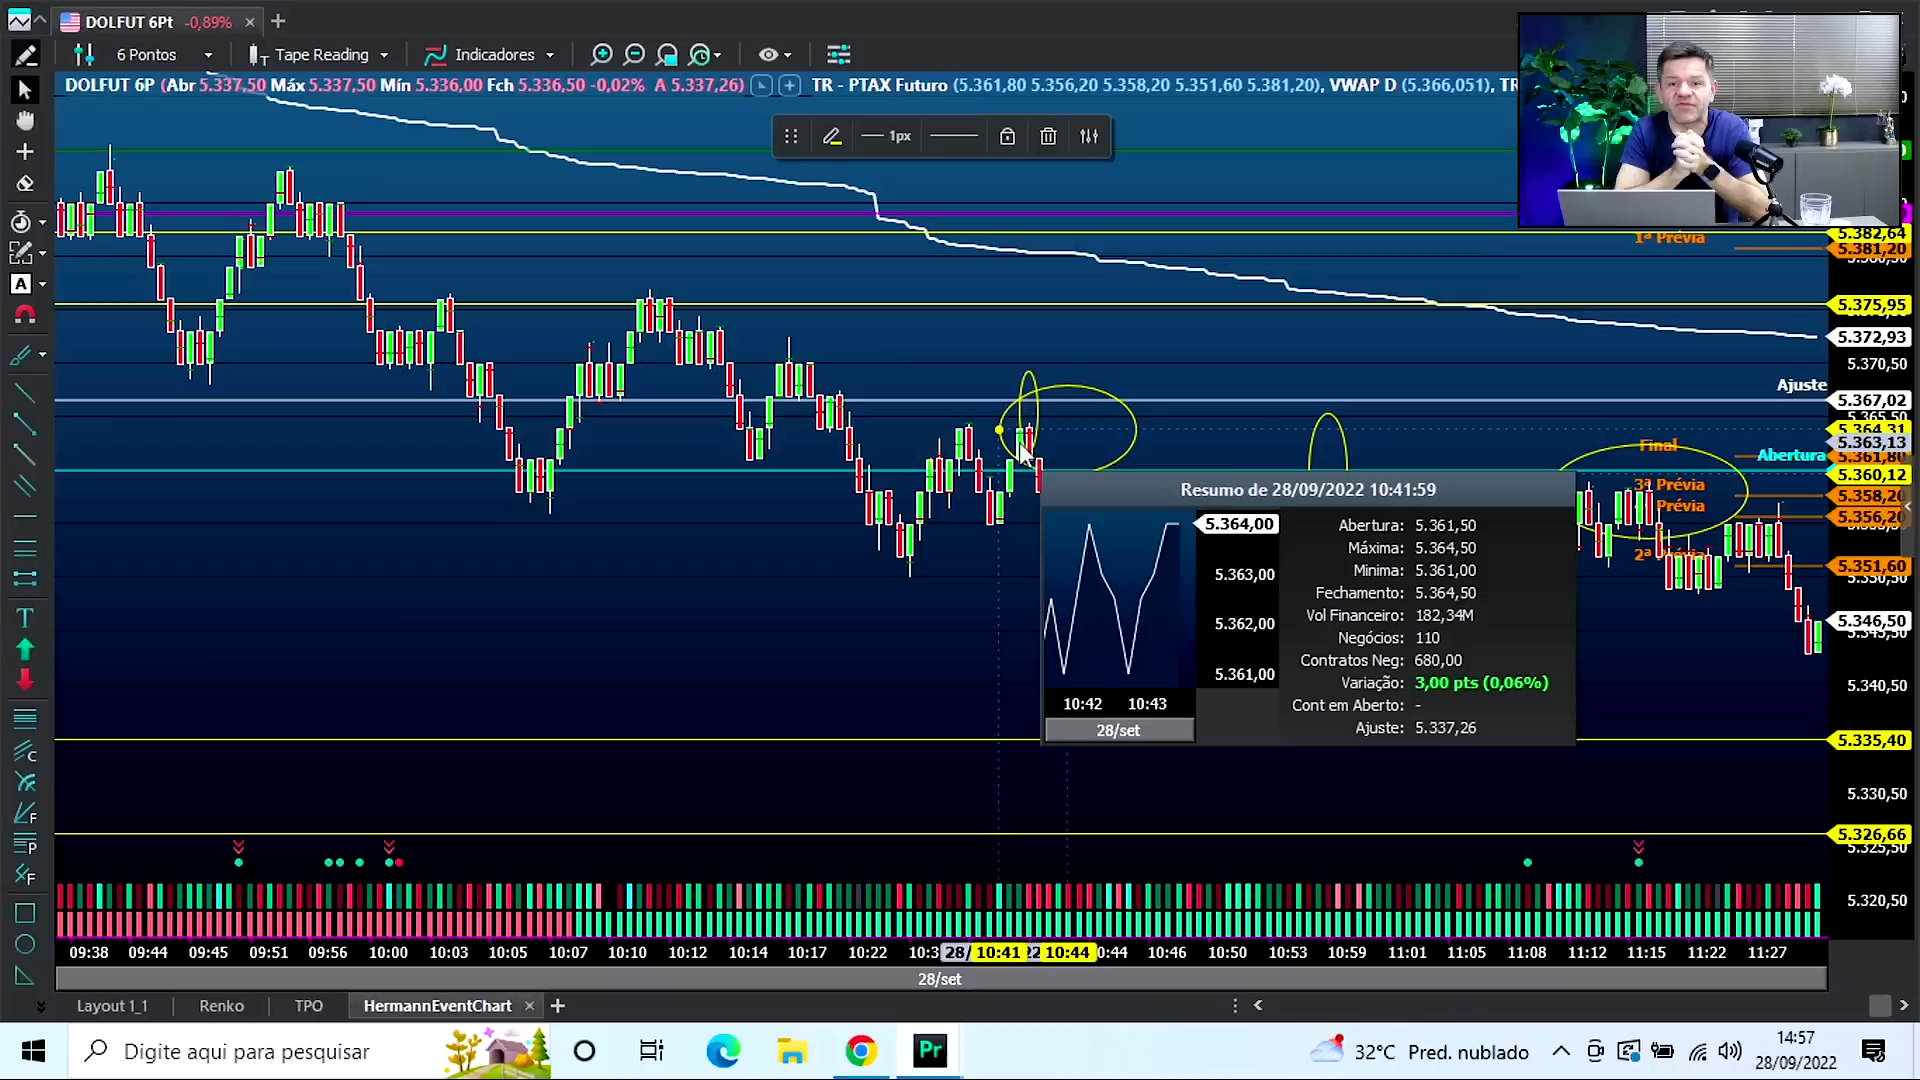 DOLFUT 6Pt -0,89%
6 Pontos Tape Reading Indicadores
DOLFUT 6P (Abr 5.337,50 Máx 5.337,50 Mín 5.336,00 Fch 5.336,50 -0,02% A 5.337,26) TR - PTAX Futuro (5.361,80 5.356,20 5.358,20 5.351,60 5.381,20), VWAP D (5.366,051), TR
1px
1ª Prévia
5.382,64
5.381,20
5.375,95
5.372,93
5.370,50
Ajuste
5.367,02
5.365,50
5.364,31
5.363,13
Final
Abertura
5.361,80
5.360,12
3ª Prévia
5.358,20
Prévia
5.356,20
2ª Prévia
5.351,60
5.350,50
5.346,50
5.345,50
5.340,50
5.335,40
5.330,50
5.326,66
5.325,50
5.320,50
Resumo de 28/09/2022 10:41:59
5.364,00
5.363,00
5.362,00
5.361,00
10:42 10:43
28/set
Abertura: 5.361,50
Máxima: 5.364,50
Minima: 5.361,00
Fechamento: 5.364,50
Vol Financeiro: 182,34M
Negócios: 110
Contratos Neg: 680,00
Variação: 3,00 pts (0,06%)
Cont em Aberto: -
Ajuste: 5.337,26
A
T
C
F
P
F
09:38 09:44 09:45 09:51 09:56 10:00 10:03 10:05 10:07 10:10 10:12 10:14 10:17 10:22 10:3 28/ 10:41 22 10:44 0:44 10:46 10:50 10:53 10:59 11:01 11:05 11:08 11:12 11:15 11:22 11:27
28/set
Layout 1_1 Renko TPO HermannEventChart
Digite aqui para pesquisar
Pr
32°C Pred. nublado
14:57
28/09/2022